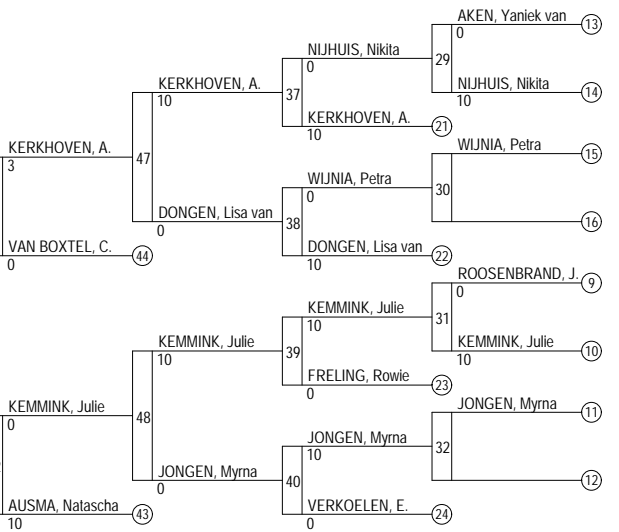 AKEN, Yaniek van 13
0
NIJHUIS, Nikita 29
0
KERKHOVEN, A. 37 NIJHUIS, Nikita 14
10 10
KERKHOVEN, A. 21
10
KERKHOVEN, A. 47 WIJNIA, Petra 15
3
WIJNIA, Petra 30
0
DONGEN, Lisa van 38 16
0
VAN BOXTEL, C. 44 DONGEN, Lisa van 22
0 10
ROOSENBRAND, J. 9
0
KEMMINK, Julie 31
10
KEMMINK, Julie 39 KEMMINK, Julie 10
10 10
FRELING, Rowie 23
0
KEMMINK, Julie 48 JONGEN, Myrna 11
0
JONGEN, Myrna 32
10
JONGEN, Myrna 40 12
0
AUSMA, Natascha 43 VERKOELEN, E. 24
10 0